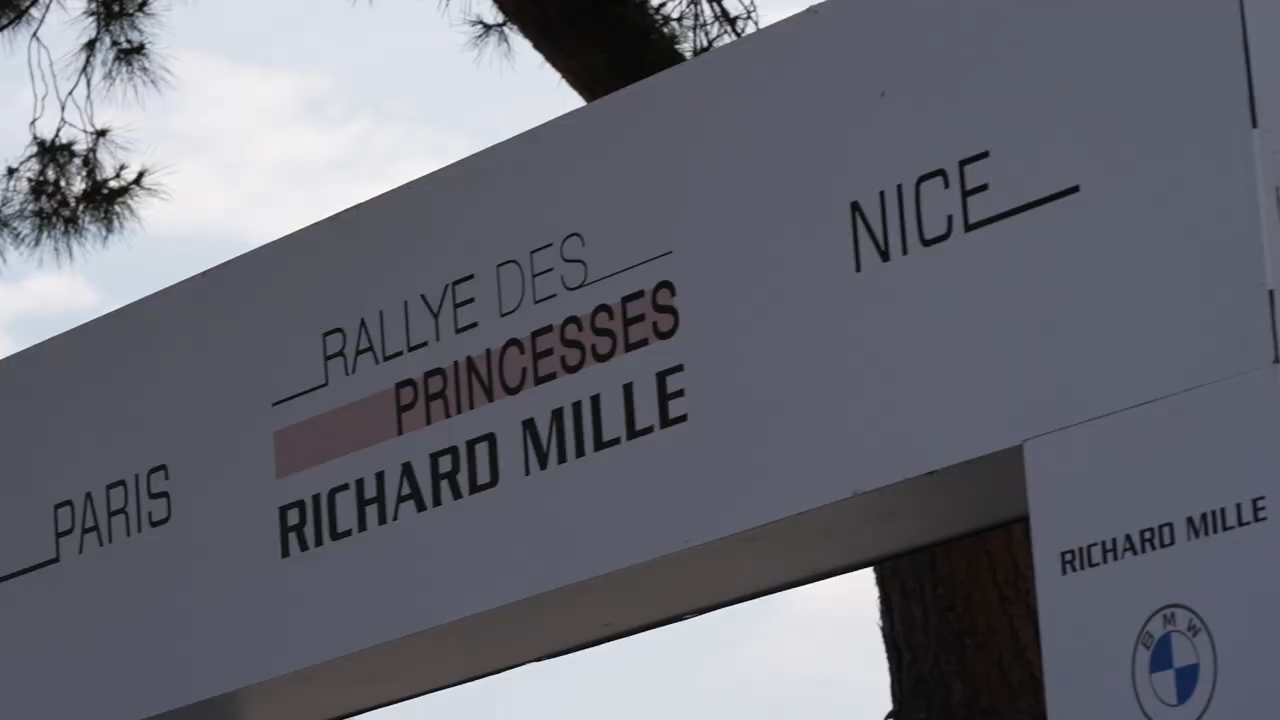 RALLYE DES
PRINCESSES
RICHARD MILLE
PARIS
NICE
RICHARD MILLE
BMW